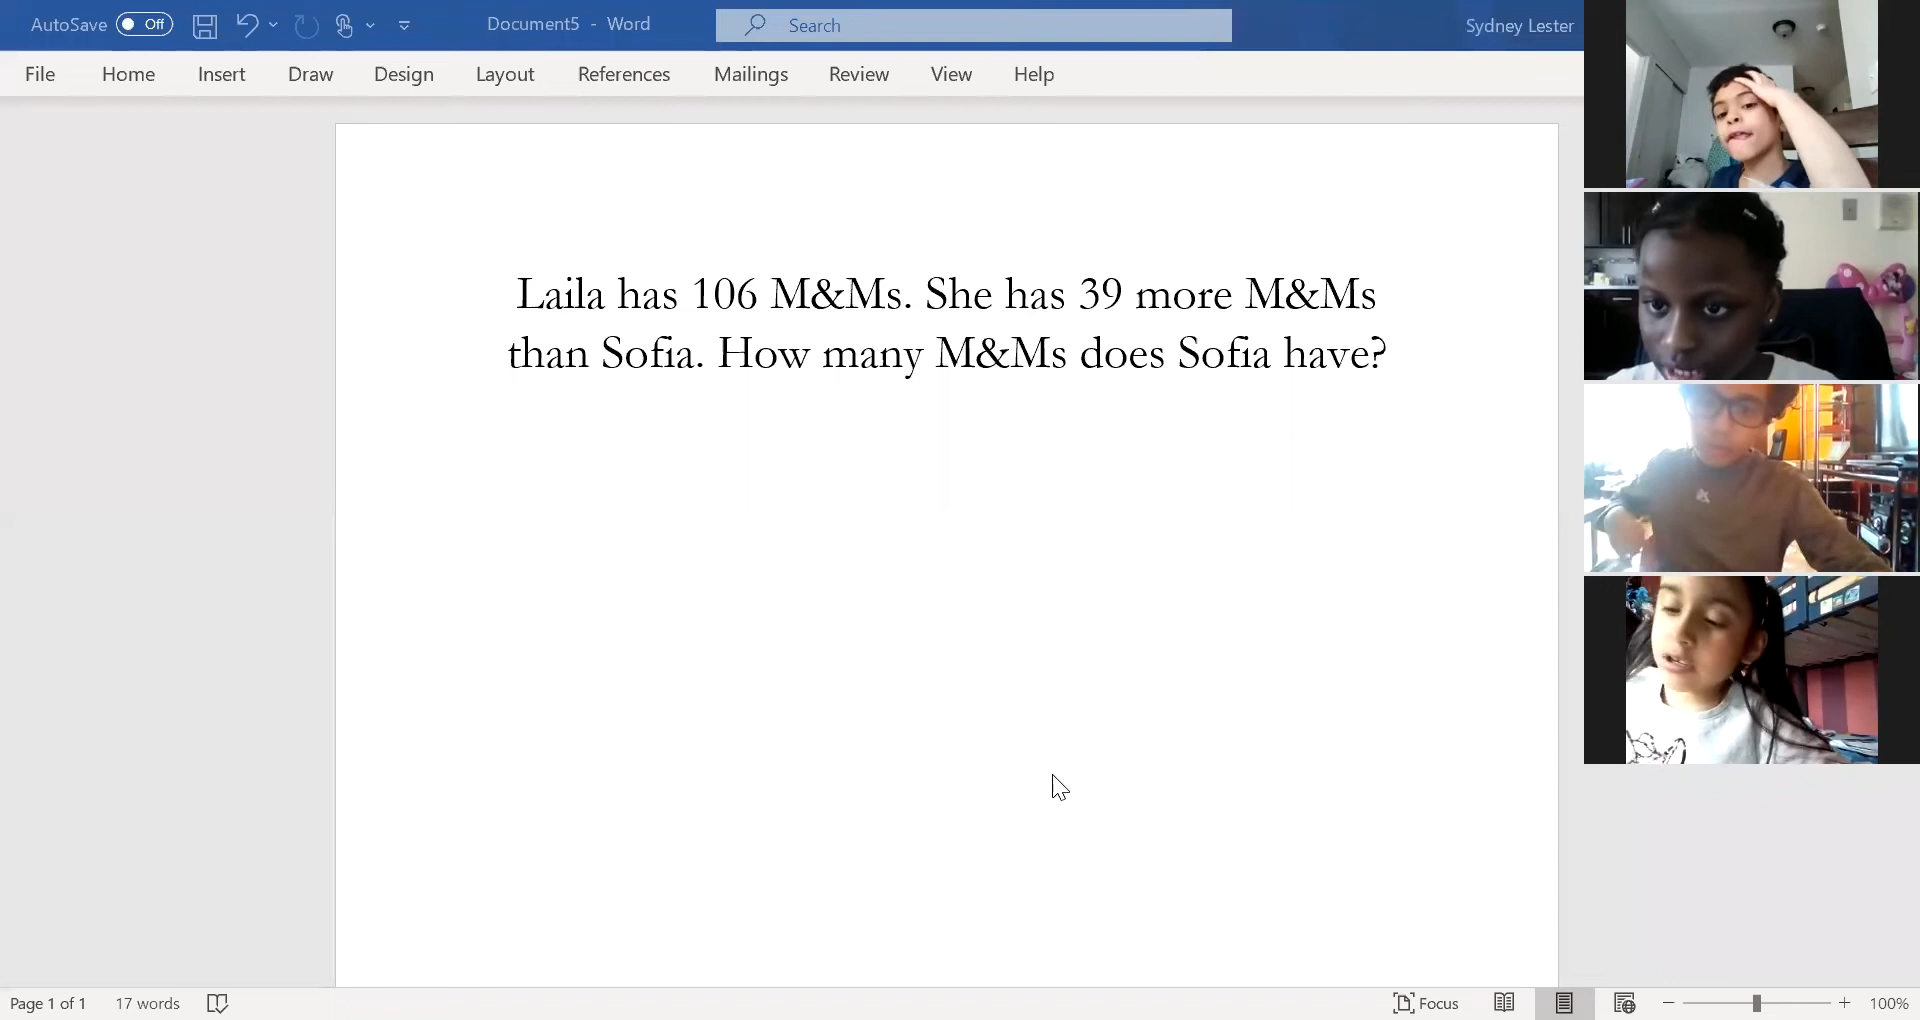 AutoSave Off Document5 - Word Search Sydney Lester
File Home Insert Draw Design Layout References Mailings Review View Help
Laila has 106 M&Ms. She has 39 more M&Ms
than Sofia. How many M&Ms does Sofia have?
Page 1 of 1 17 words Focus 100%